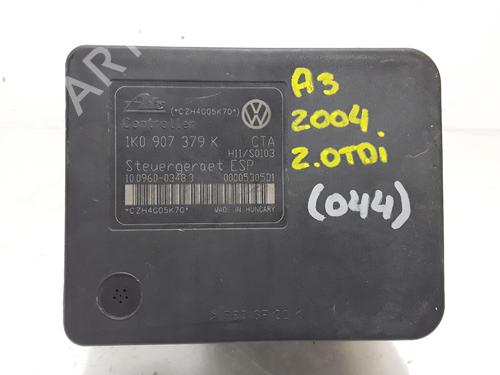 (*CZH4G05K70*)
Controller
1K0 907 379 K CTA
H11/S0103
Steuergeraet ESP
10.0960-0348.3 00005305D1
*CZH4G05K70*
MADE IN HUNGARY
A3
2004
2.0TDi
(044)